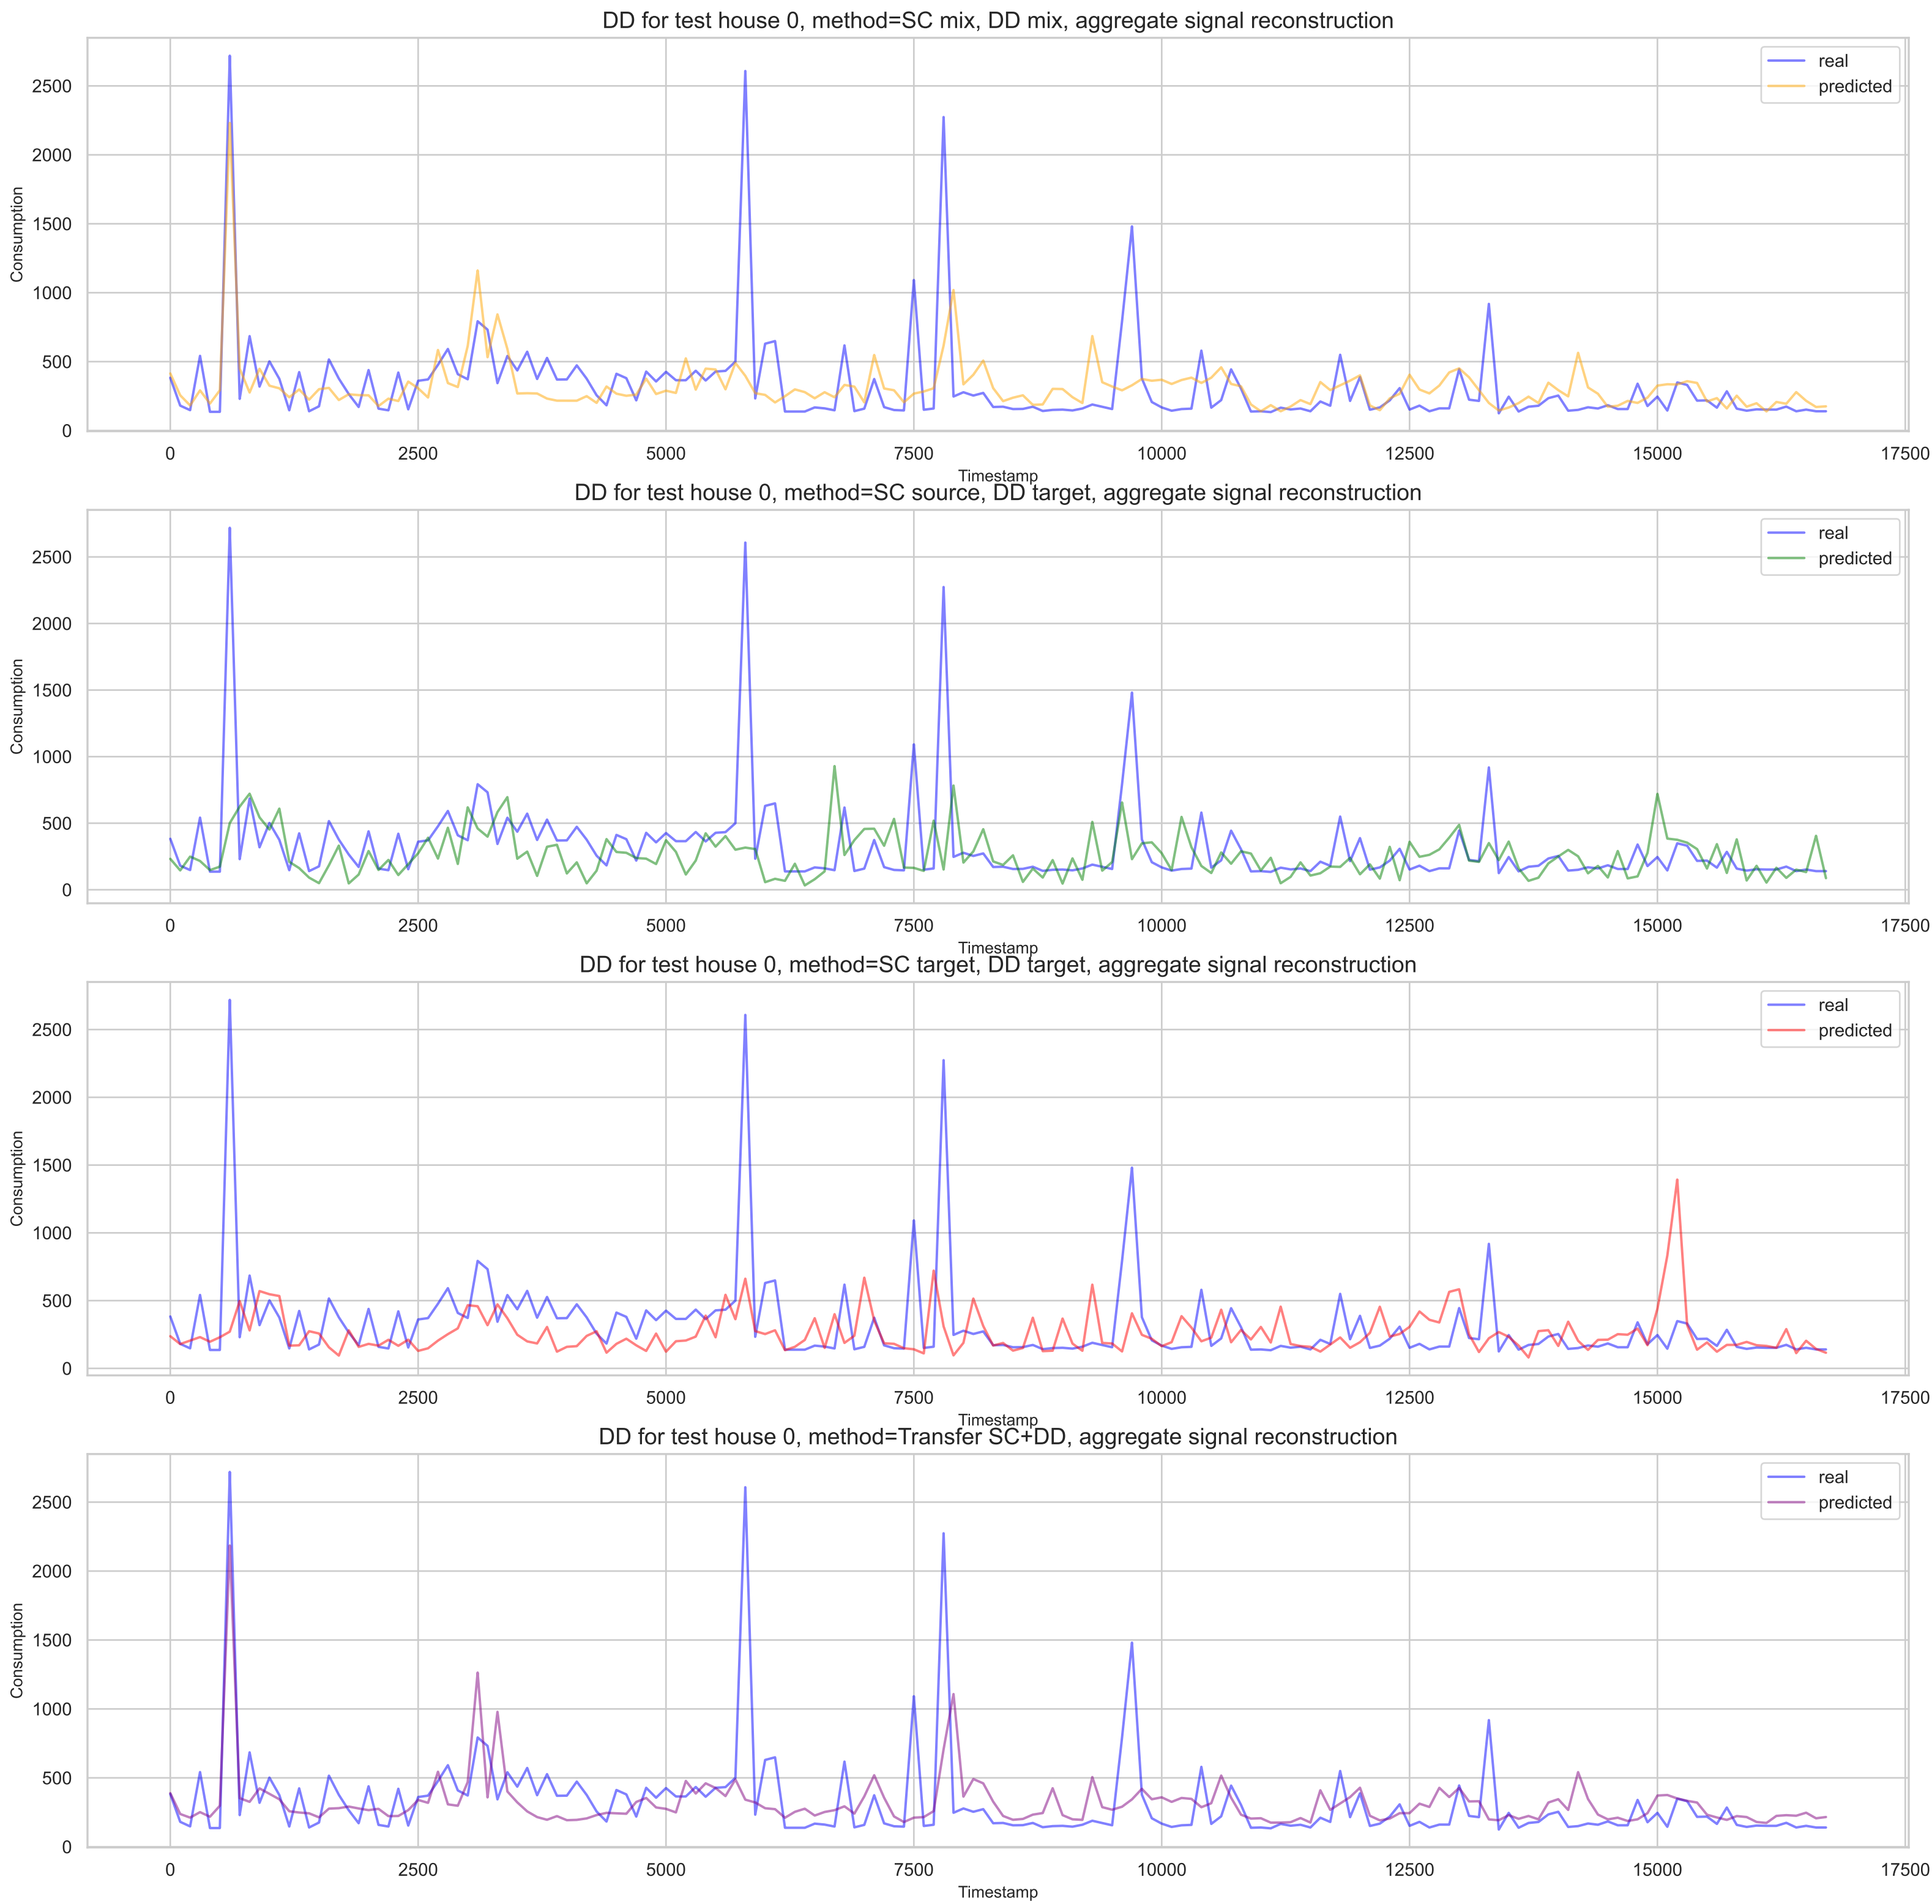 DD for test house 0, method=SC mix, DD mix, aggregate signal reconstruction
real
predicted
Consumption
2500
2000
1500
1000
500
0
0 2500 5000 7500 10000 12500 15000 17500
Timestamp
DD for test house 0, method=SC source, DD target, aggregate signal reconstruction
real
predicted
Consumption
2500
2000
1500
1000
500
0
0 2500 5000 7500 10000 12500 15000 17500
Timestamp
DD for test house 0, method=SC target, DD target, aggregate signal reconstruction
real
predicted
Consumption
2500
2000
1500
1000
500
0
0 2500 5000 7500 10000 12500 15000 17500
Timestamp
DD for test house 0, method=Transfer SC+DD, aggregate signal reconstruction
real
predicted
Consumption
2500
2000
1500
1000
500
0
0 2500 5000 7500 10000 12500 15000 17500
Timestamp